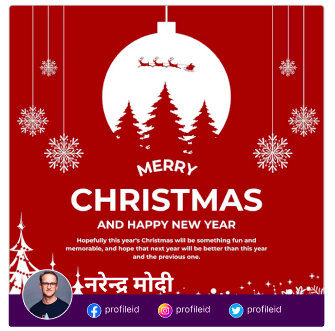 MERRY
CHRISTMAS
AND HAPPY NEW YEAR
Hopefully this year's Christmas will be something fun and
memorable, and hope that next year will be better than this year
and the previous one.
नरेन्द्र मोदी
profileid profileid profileid